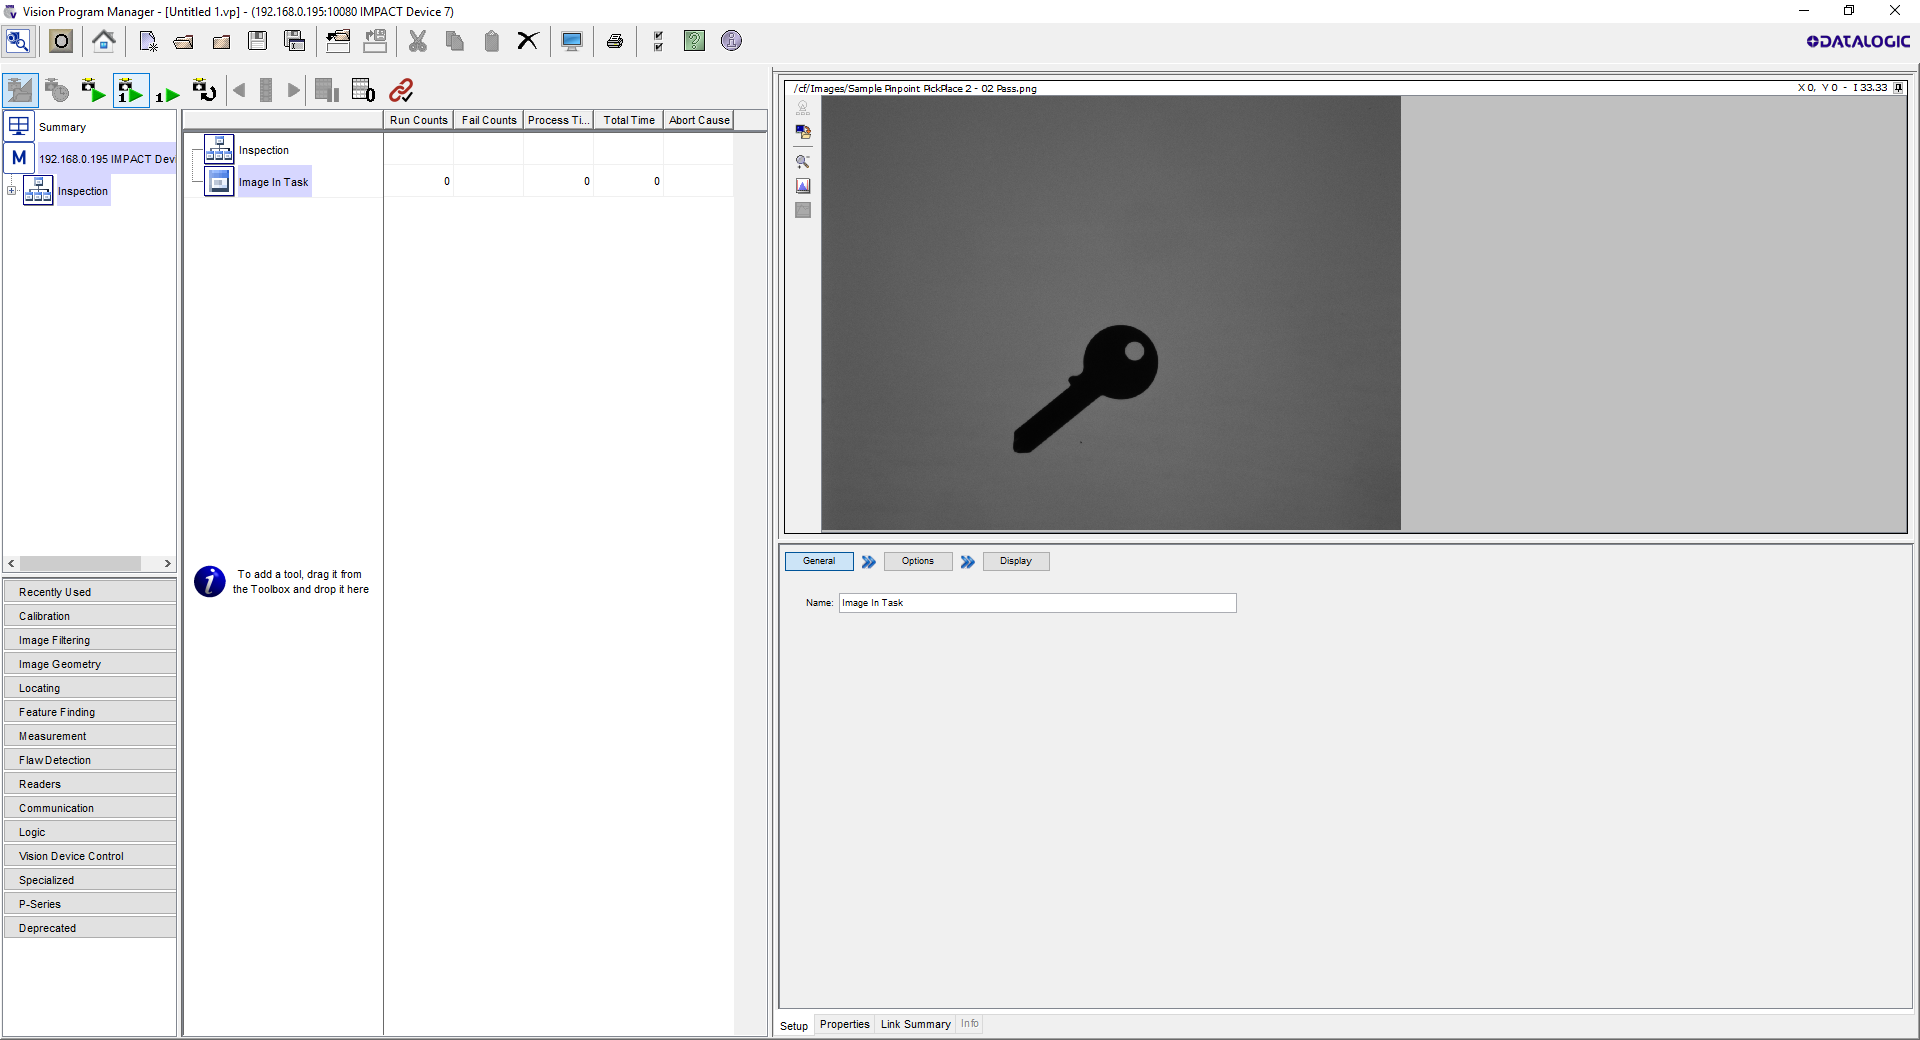 Vision Program Manager - [Untitled 1.vp] - (192.168.0.195:10080 IMPACT Device 7)
O
DATALOGIC
1
1
0
Summary
M
192.168.0.195 IMPACT Dev
Inspection
Run Counts
Fail Counts
Process Ti...
Total Time
Abort Cause
Inspection
Image In Task
0
0
0
To add a tool, drag it from
the Toolbox and drop it here
Recently Used
Calibration
Image Filtering
Image Geometry
Locating
Feature Finding
Measurement
Flaw Detection
Readers
Communication
Logic
Vision Device Control
Specialized
P-Series
Deprecated
/cf/Images/Sample Pinpoint PickPlace 2 - 02 Pass.png
X 0, Y 0 - I 33.33
General
Options
Display
Name:
Image In Task
Setup
Properties
Link Summary
Info